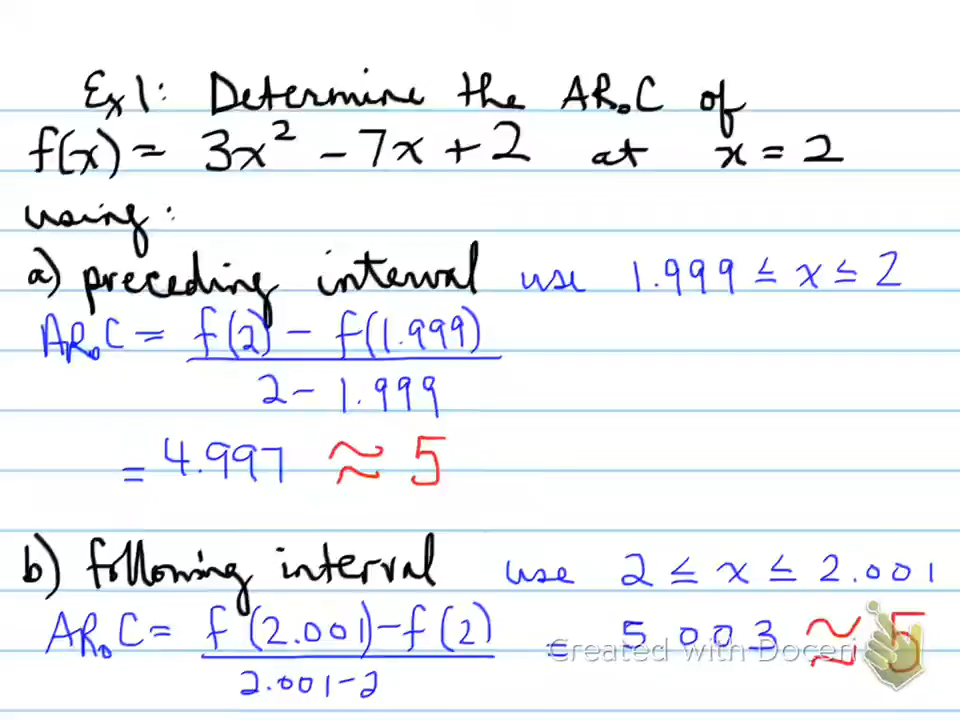 Ex 1: Determine the ARoC of
f(x) = 3x² - 7x + 2 at x = 2
using:
a) preceding interval use 1.999 ≤ x ≤ 2
ARoC = f(2) - f(1.999)
2 - 1.999
= 4.997 ≈ 5
b) following interval use 2 ≤ x ≤ 2.001
ARoC = f(2.001) - f(2) = 5.003 ≈ 5
2.001 - 2
Created with Doceri